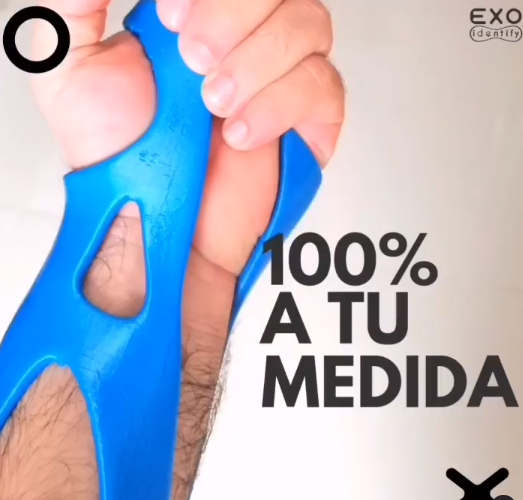 EXO
identify
100%
A TU
MEDIDA